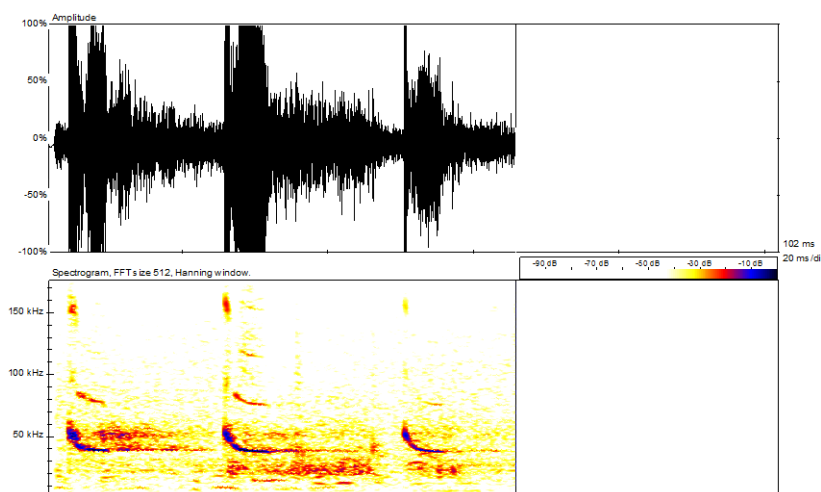 Amplitude
100%
50%
0%
-50%
-100%
102 ms
20 ms/di
-90 dB -70 dB -50 dB -30 dB -10 dB
Spectrogram, FFT size 512, Hanning window.
150 kHz
100 kHz
50 kHz